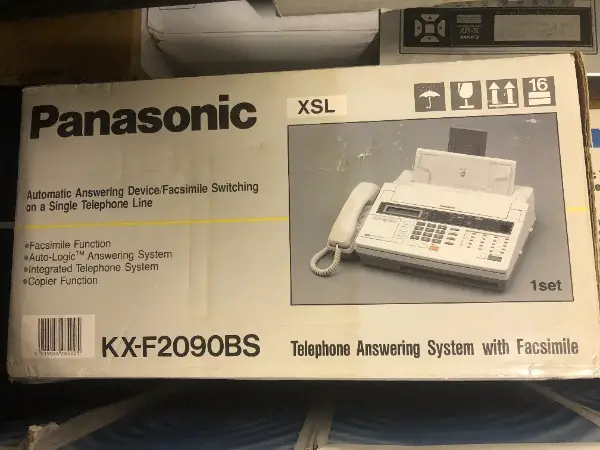 Panasonic
XSL
16
Automatic Answering Device/Facsimile Switching
on a Single Telephone Line
•Facsimile Function
•Auto-Logic™ Answering System
•Integrated Telephone System
•Copier Function
1set
KX-F2090BS
Telephone Answering System with Facsimile
Canon